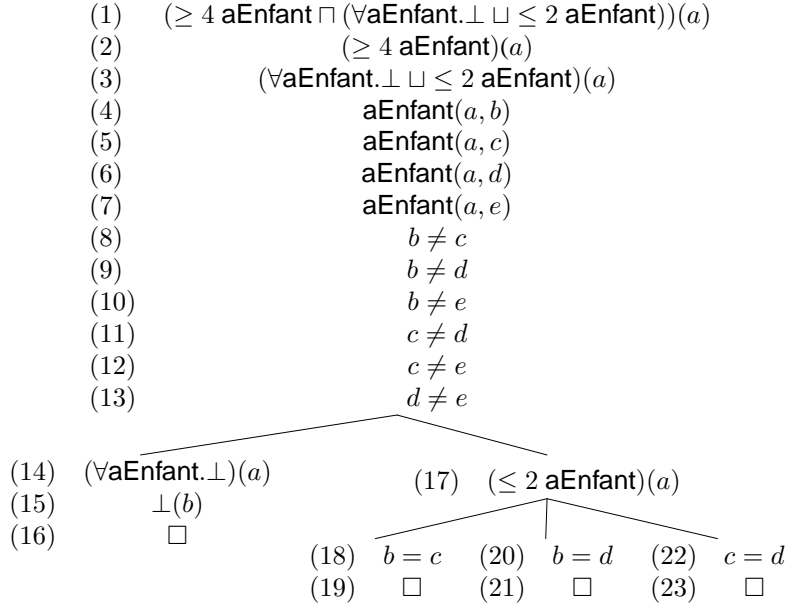 (1) (≥ 4 aEnfant ⊓ (∀aEnfant.⊥ ⊔ ≤ 2 aEnfant))(a)
(2) (≥ 4 aEnfant)(a)
(3) (∀aEnfant.⊥ ⊔ ≤ 2 aEnfant)(a)
(4) aEnfant(a, b)
(5) aEnfant(a, c)
(6) aEnfant(a, d)
(7) aEnfant(a, e)
(8) b ≠ c
(9) b ≠ d
(10) b ≠ e
(11) c ≠ d
(12) c ≠ e
(13) d ≠ e
(14) (∀aEnfant.⊥)(a)
(15) ⊥(b)
(16) □
(17) (≤ 2 aEnfant)(a)
(18) b = c (20) b = d (22) c = d
(19) □ (21) □ (23) □